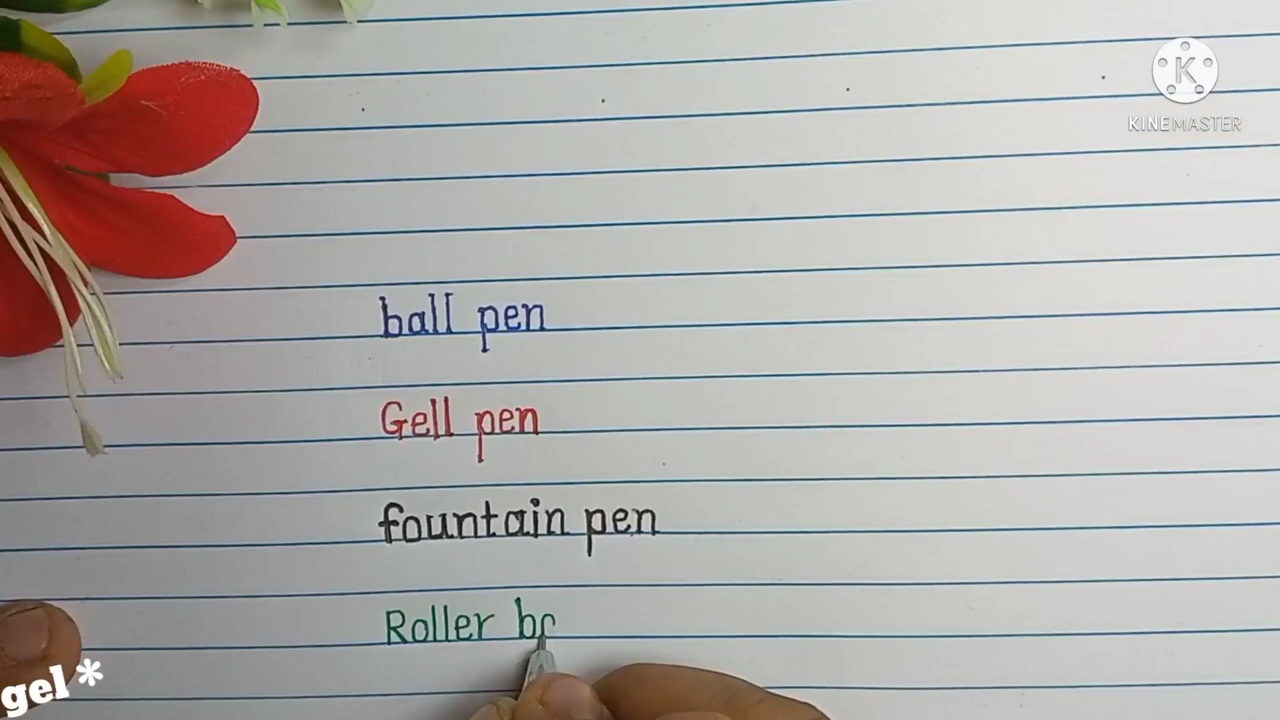 KINEMASTER
ball pen
Gell pen
fountain pen
Roller
gel*